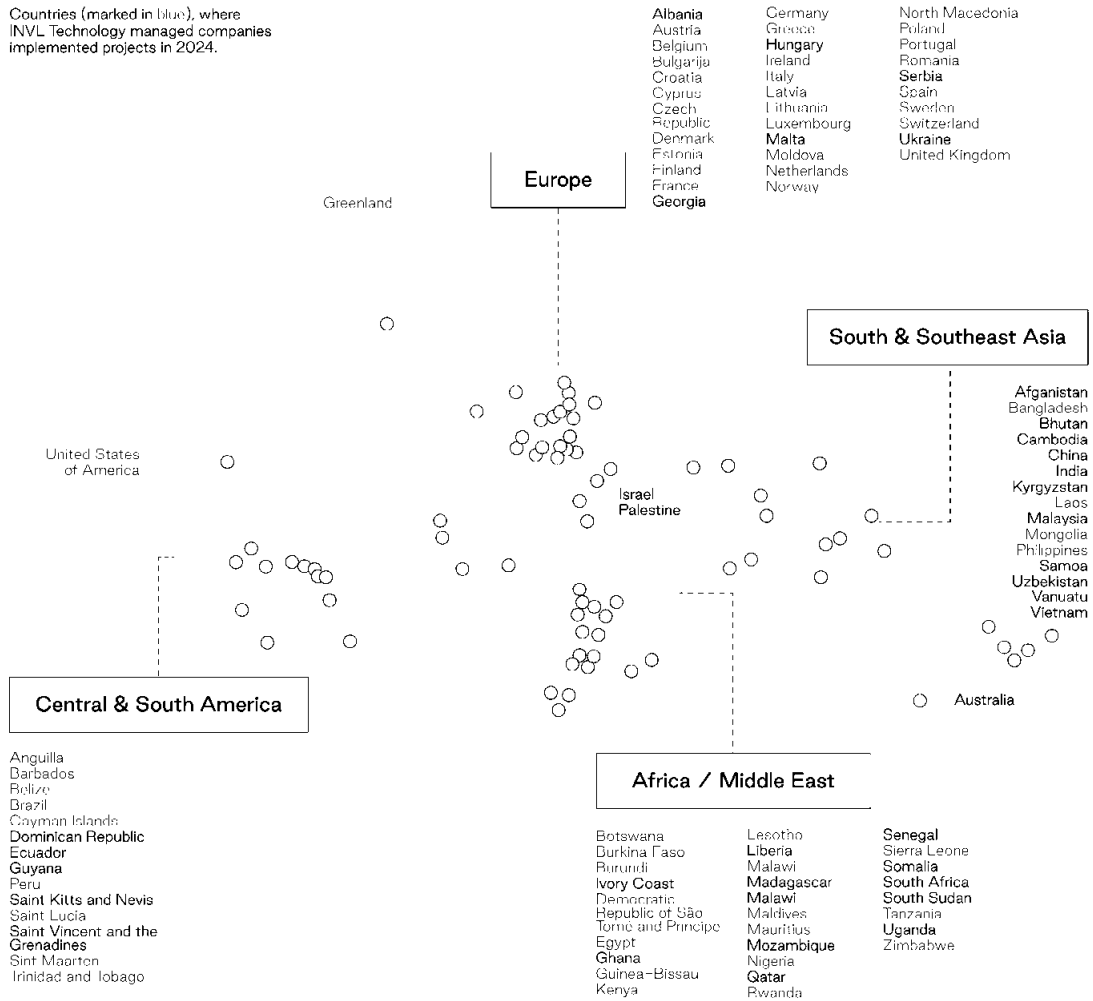 Countries (marked in blue), where
INVL Technology managed companies
implemented projects in 2024.
Europe
Albania
Austria
Belgium
Bulgarija
Croatia
Cyprus
Czech
Republic
Denmark
Estonia
Finland
France
Georgia
Germany
Greece
Hungary
Ireland
Italy
Latvia
Lithuania
Luxembourg
Malta
Moldova
Netherlands
Norway
North Macedonia
Poland
Portugal
Romania
Serbia
Spain
Sweden
Switzerland
Ukraine
United Kingdom
Greenland
South & Southeast Asia
Afganistan
Bangladesh
Bhutan
Cambodia
China
India
Kyrgyzstan
Laos
Malaysia
Mongolia
Philippines
Samoa
Uzbekistan
Vanuatu
Vietnam
United States
of America
Israel
Palestine
Australia
Central & South America
Anguilla
Barbados
Belize
Brazil
Cayman Islands
Dominican Republic
Ecuador
Guyana
Peru
Saint Kitts and Nevis
Saint Lucia
Saint Vincent and the
Grenadines
Sint Maarten
Trinidad and Tobago
Africa / Middle East
Botswana
Burkina Faso
Burundi
Ivory Coast
Democratic
Republic of São
Tomé and Principe
Egypt
Ghana
Guinea-Bissau
Kenya
Lesotho
Liberia
Malawi
Madagascar
Malawi
Maldives
Mauritius
Mozambique
Nigeria
Qatar
Rwanda
Senegal
Sierra Leone
Somalia
South Africa
South Sudan
Tanzania
Uganda
Zimbabwe